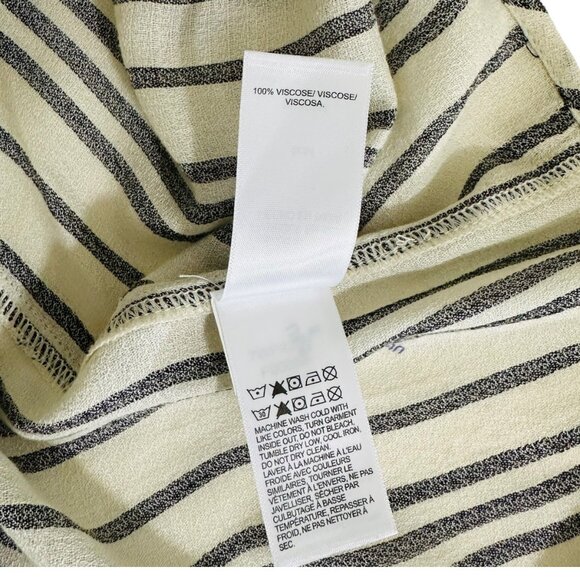 100% VISCOSE/ VISCOSE/
VISCOSA.
30
MACHINE WASH COLD WITH
LIKE COLORS, TURN GARMENT
INSIDE OUT, DO NOT BLEACH.
TUMBLE DRY LOW, COOL IRON,
DO NOT DRY CLEAN.
LAVER À LA MACHINE À L'EAU
FROIDE AVEC COULEURS
SIMILAIRES, TOURNER LE
VÊTEMENT À L'ENVERS, NE PAS
JAVELLISER, SÉCHER PAR
CULBUTAGE À BASSE
TEMPÉRATURE, REPASSER À
FROID, NE PAS NETTOYER À
SEC.